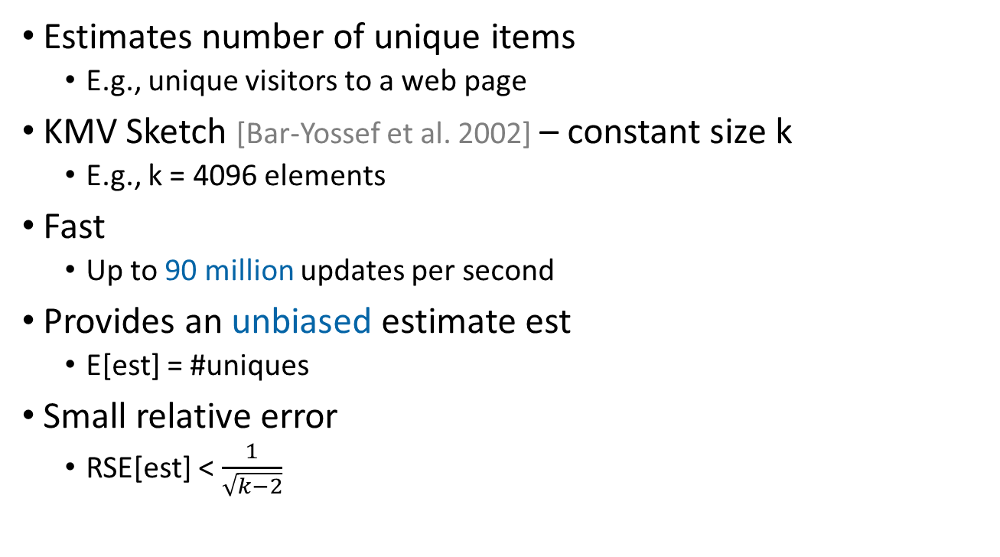 • Estimates number of unique items
• E.g., unique visitors to a web page
• KMV Sketch [Bar-Yossef et al. 2002] – constant size k
• E.g., k = 4096 elements
• Fast
• Up to 90 million updates per second
• Provides an unbiased estimate est
• E[est] = #uniques
• Small relative error
• RSE[est] < 1/√(k−2)